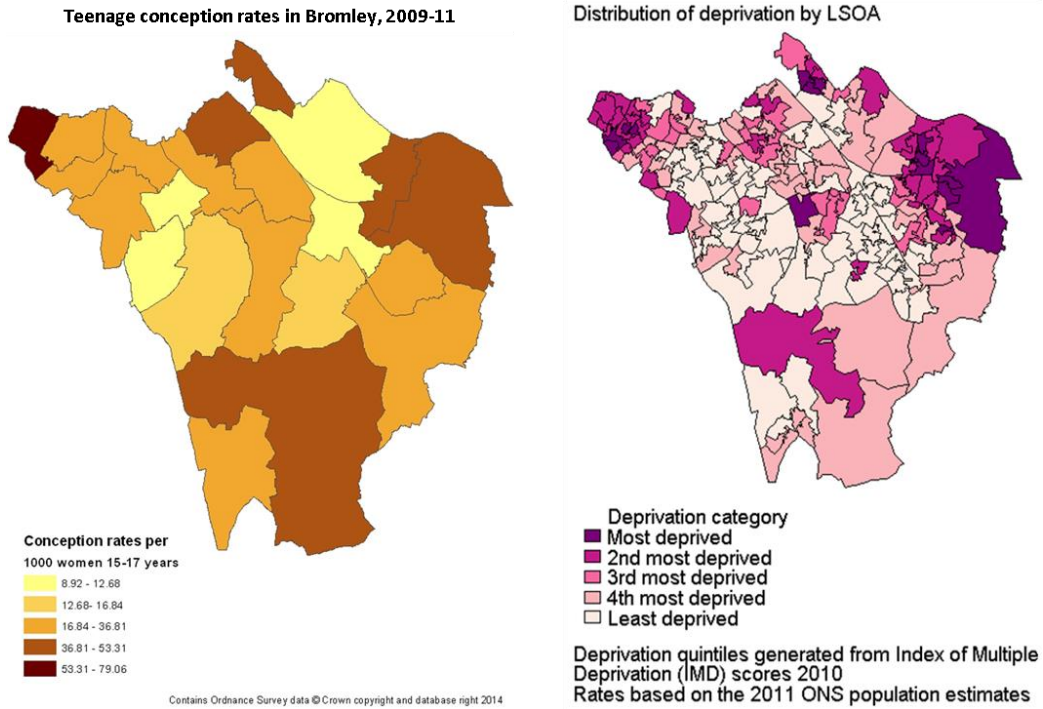 Teenage conception rates in Bromley, 2009-11
Conception rates per
1000 women 15-17 years
8.92 - 12.68
12.68- 16.84
16.84 - 36.81
36.81 - 53.31
53.31 - 79.06
Contains Ordnance Survey data © Crown copyright and database right 2014
Distribution of deprivation by LSOA
Deprivation category
Most deprived
2nd most deprived
3rd most deprived
4th most deprived
Least deprived
Deprivation quintiles generated from Index of Multiple
Deprivation (IMD) scores 2010
Rates based on the 2011 ONS population estimates